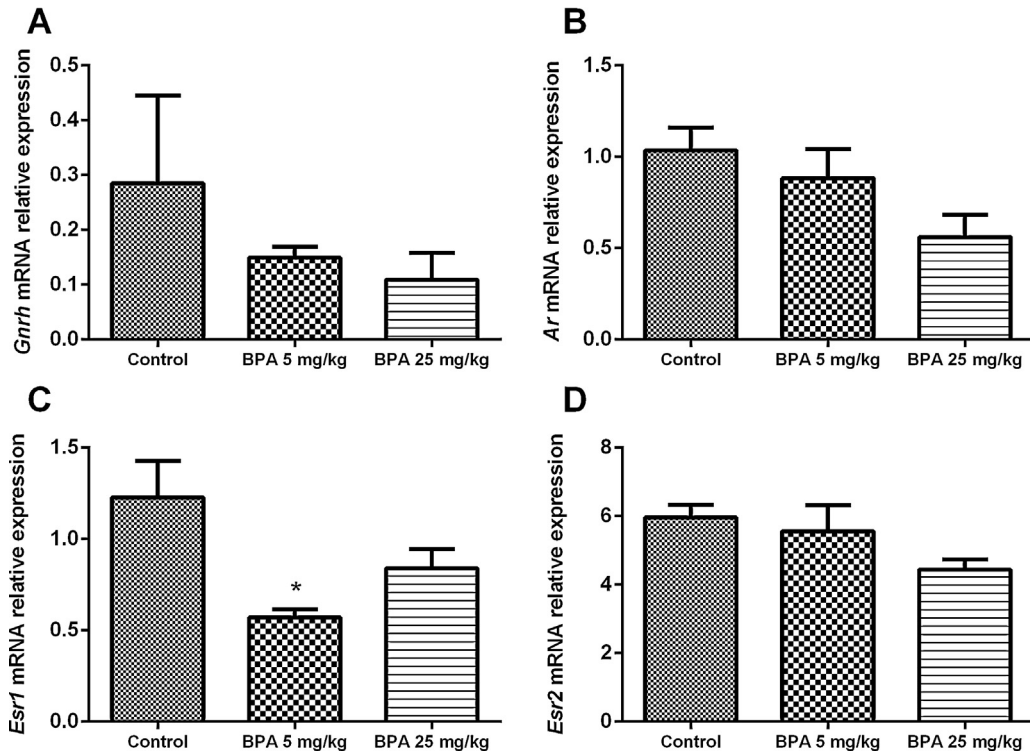 A
Gnrh mRNA relative expression
0.5
0.4
0.3
0.2
0.1
0.0
Control
BPA 5 mg/kg
BPA 25 mg/kg
B
Ar mRNA relative expression
1.5
1.0
0.5
0.0
Control
BPA 5 mg/kg
BPA 25 mg/kg
C
Esr1 mRNA relative expression
1.5
1.0
0.5
0.0
*
Control
BPA 5 mg/kg
BPA 25 mg/kg
D
Esr2 mRNA relative expression
8
6
4
2
0
Control
BPA 5 mg/kg
BPA 25 mg/kg